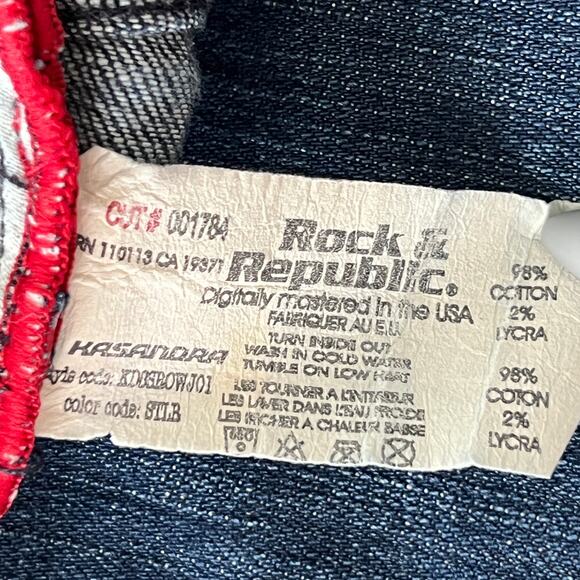 CUT# 001784
RN 110113 CA 19371
Rock &
Republic®
Digitally mastered in the USA
FABRIQUER AU E.U.
TURN INSIDE OUT
WASH IN COLD WATER
TUMBLE ON LOW HEAT
KASANDRA
style code:
color code: STLB
LES TOURNER A L'INTERIEUR
LES LAVER DANS L'EAU FROIDE
LES SECHER A CHALEUR BASSE
98%
COTTON
2%
LYCRA
98%
COTON
2%
LYCRA